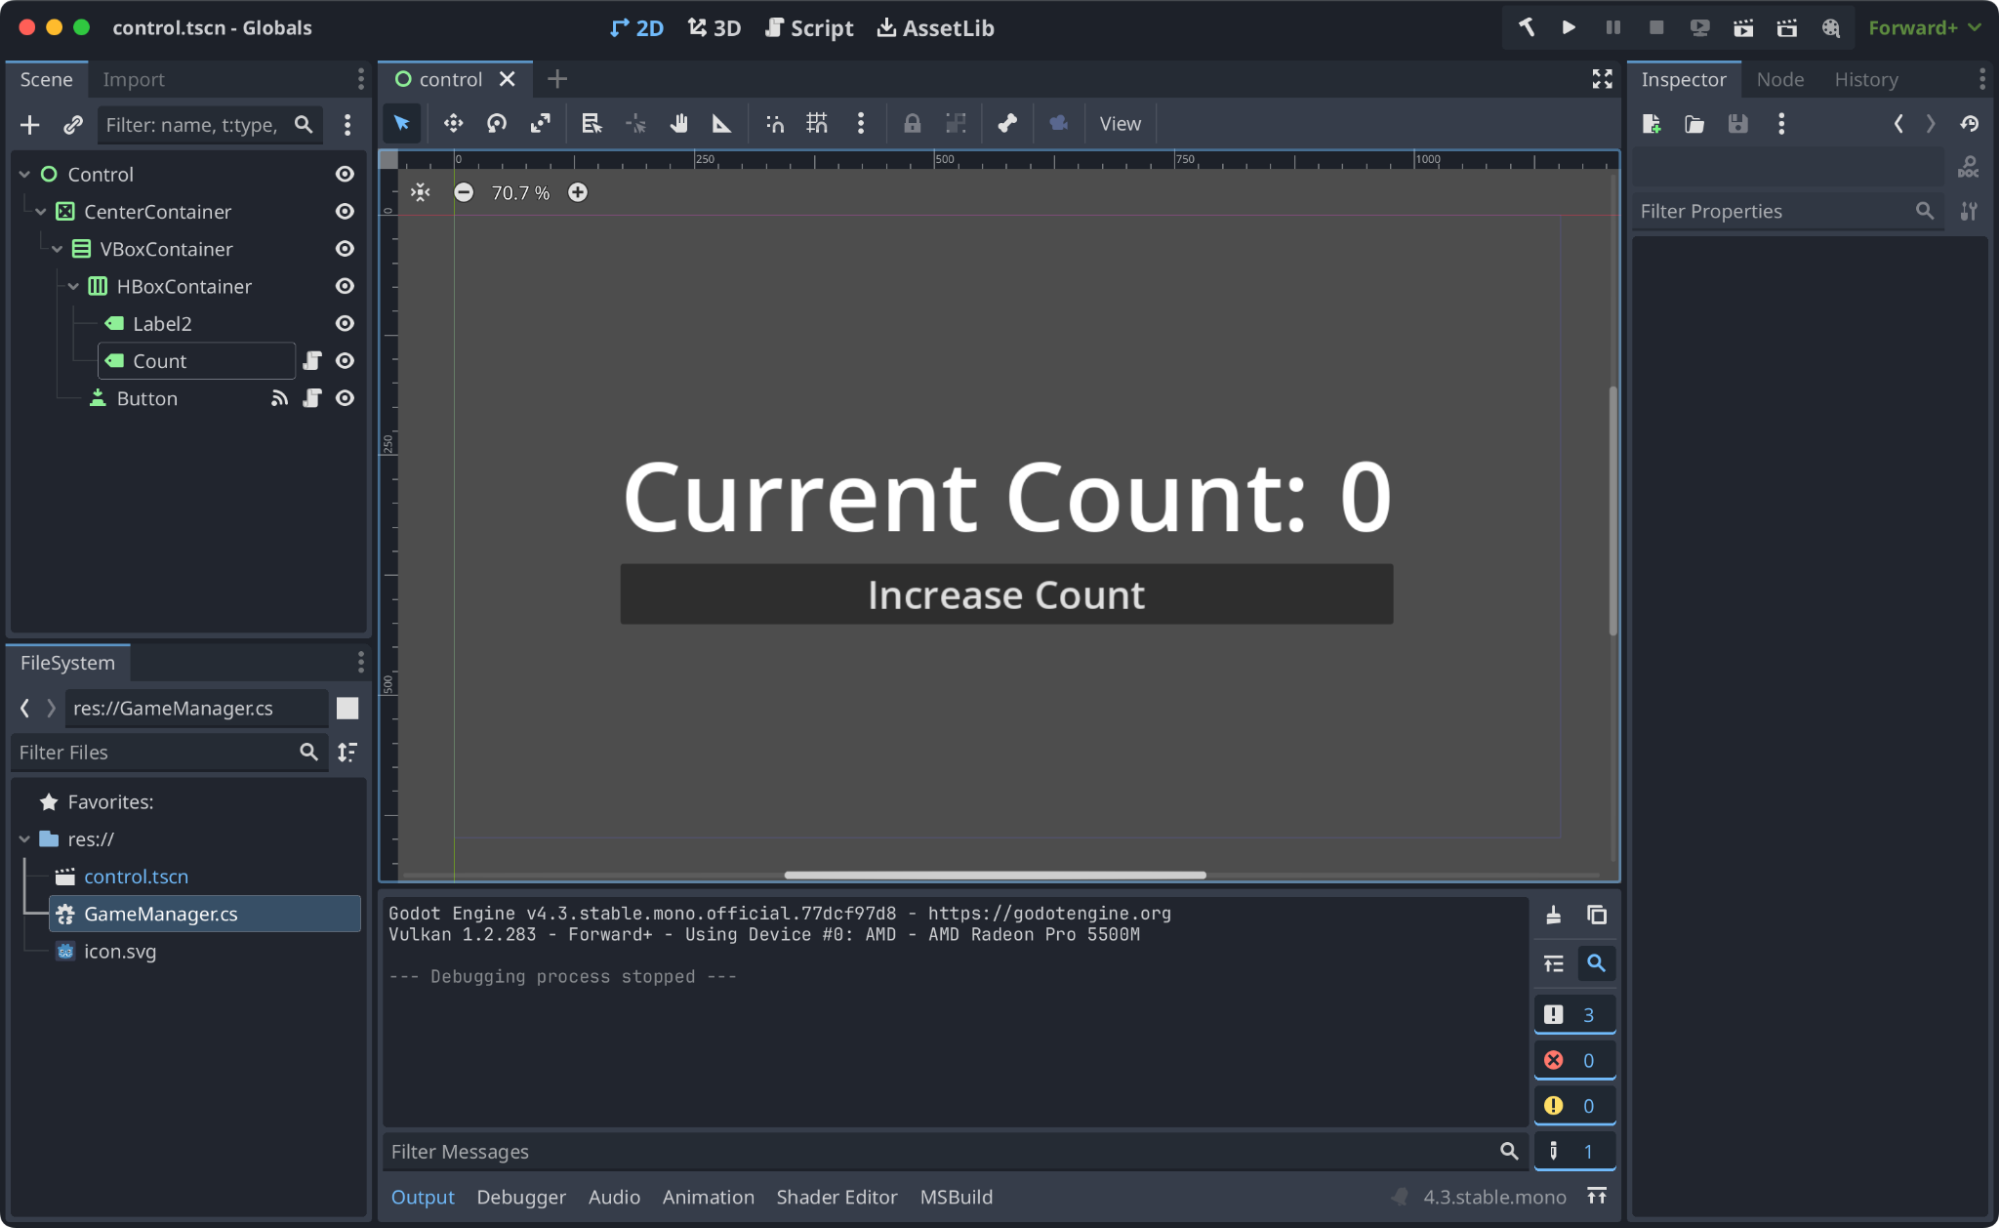 control.tscn - Globals
2D
3D
Script
AssetLib
Forward+
Scene
Import
Filter: name, t:type,
Control
CenterContainer
VBoxContainer
HBoxContainer
Label2
Count
Button
FileSystem
res://GameManager.cs
Filter Files
Favorites:
res://
control.tscn
GameManager.cs
icon.svg
control
View
0
250
500
750
1000
0
250
500
70.7 %
Current Count: 0
Increase Count
Godot Engine v4.3.stable.mono.official.77dcf97d8 - https://godotengine.org
Vulkan 1.2.283 - Forward+ - Using Device #0: AMD - AMD Radeon Pro 5500M
--- Debugging process stopped ---
3
0
0
1
Filter Messages
Output
Debugger
Audio
Animation
Shader Editor
MSBuild
4.3.stable.mono
Inspector
Node
History
DOC
Filter Properties